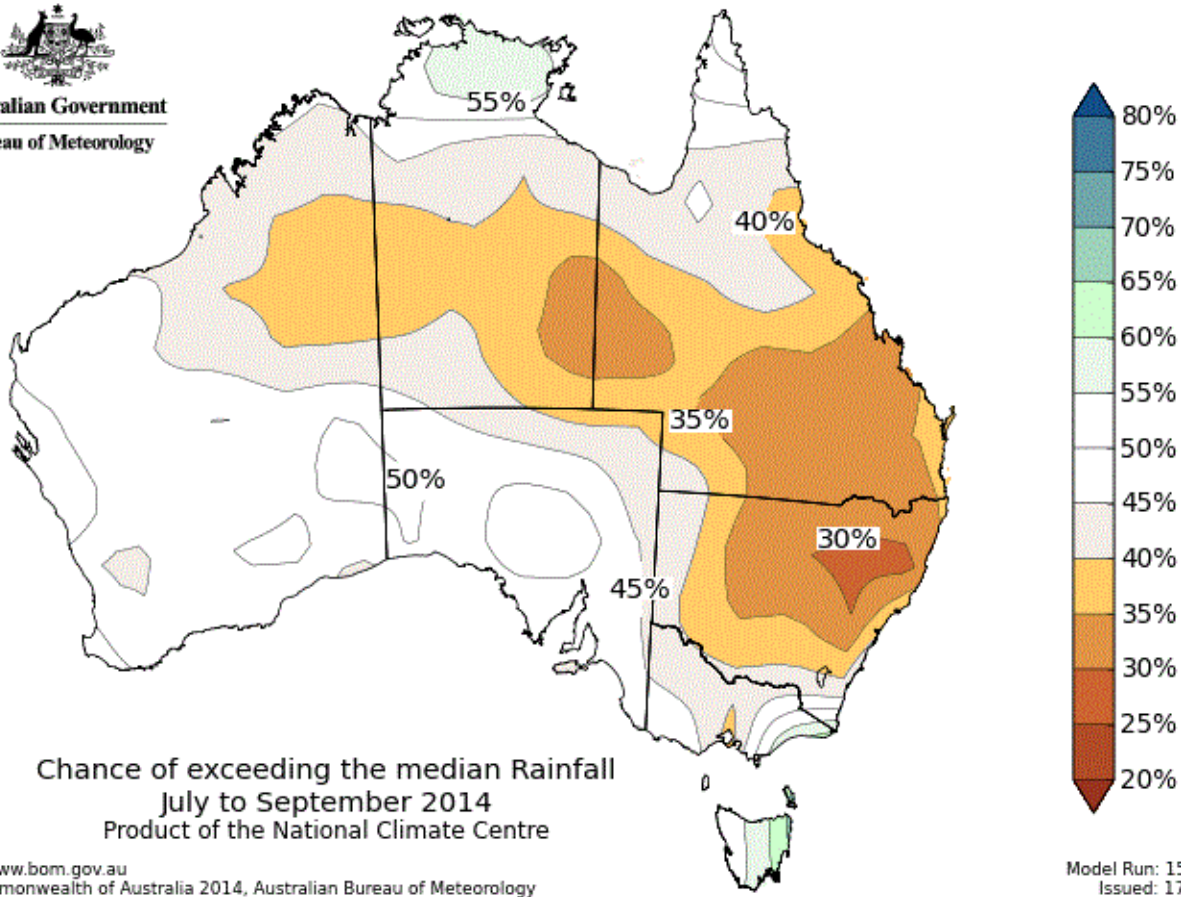 ralian Government
eau of Meteorology
55%
40%
35%
50%
30%
45%
80%
75%
70%
65%
60%
55%
50%
45%
40%
35%
30%
25%
20%
Chance of exceeding the median Rainfall
July to September 2014
Product of the National Climate Centre
ww.bom.gov.au
mmonwealth of Australia 2014, Australian Bureau of Meteorology
Model Run: 15
Issued: 17